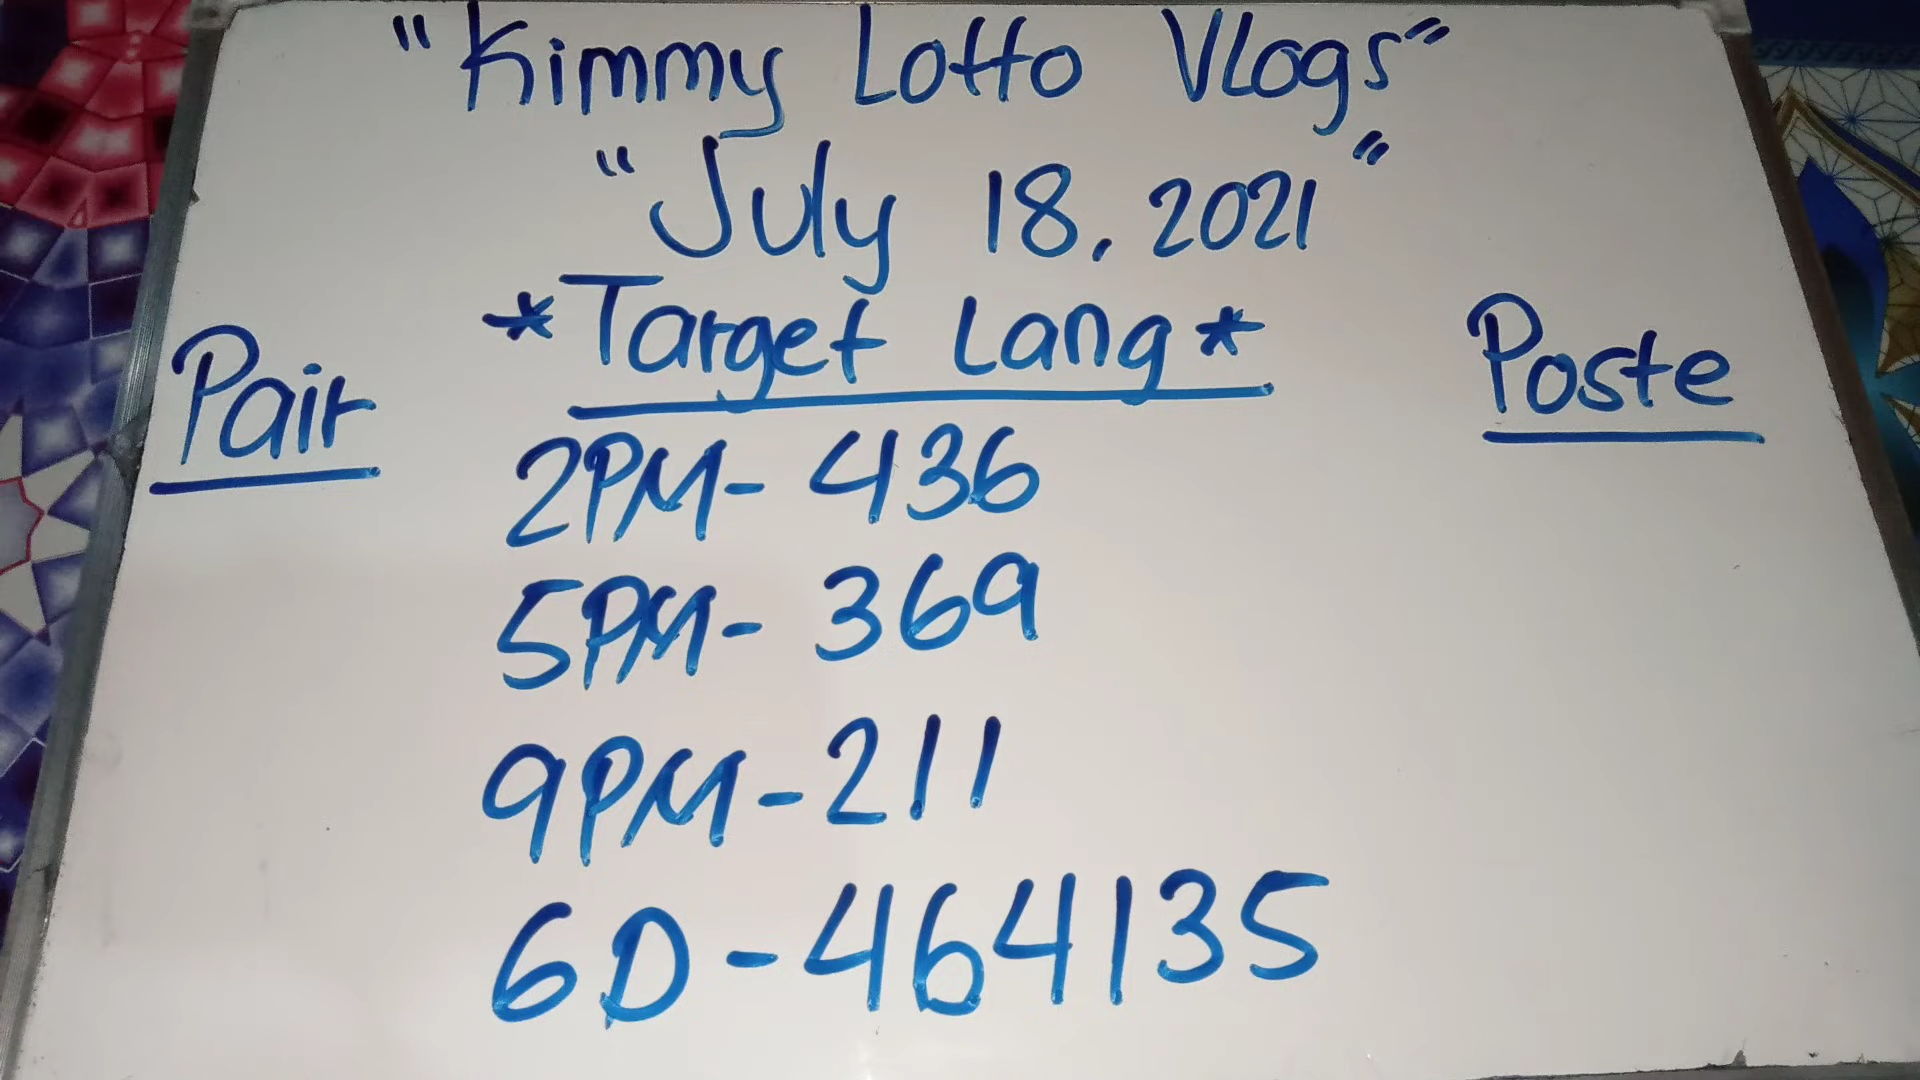 "Kimmy Lotto Vlogs"
"July 18, 2021"
*Target Lang*
Pair
Poste
2PM- 436
5PM- 369
9PM-211
6D-464135